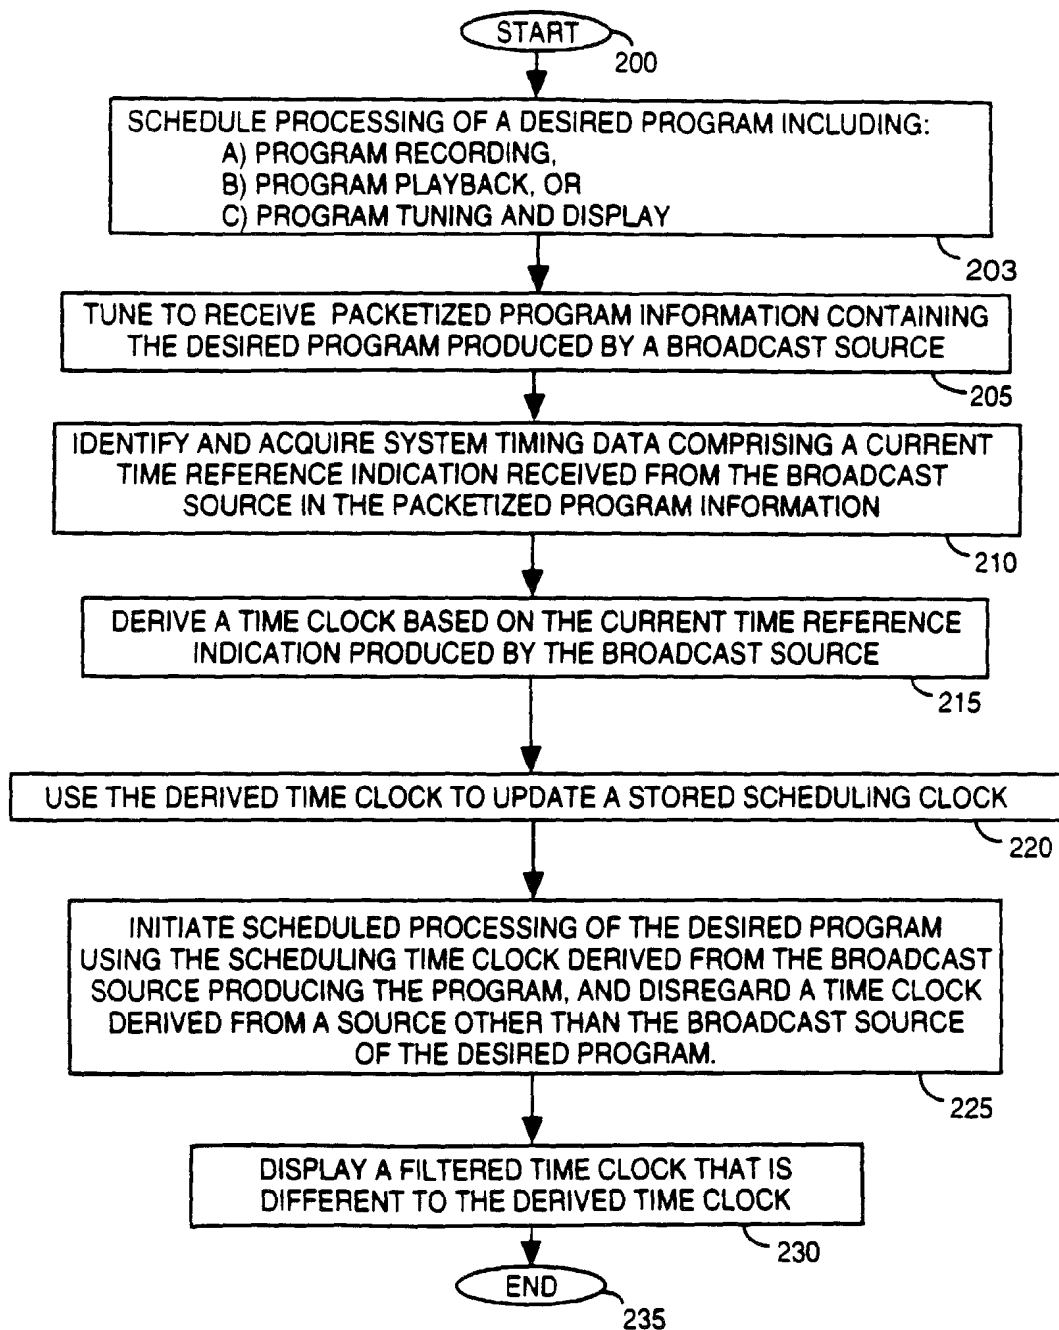 START
200
SCHEDULE PROCESSING OF A DESIRED PROGRAM INCLUDING:
A) PROGRAM RECORDING,
B) PROGRAM PLAYBACK, OR
C) PROGRAM TUNING AND DISPLAY
203
TUNE TO RECEIVE PACKETIZED PROGRAM INFORMATION CONTAINING
THE DESIRED PROGRAM PRODUCED BY A BROADCAST SOURCE
205
IDENTIFY AND ACQUIRE SYSTEM TIMING DATA COMPRISING A CURRENT
TIME REFERENCE INDICATION RECEIVED FROM THE BROADCAST
SOURCE IN THE PACKETIZED PROGRAM INFORMATION
210
DERIVE A TIME CLOCK BASED ON THE CURRENT TIME REFERENCE
INDICATION PRODUCED BY THE BROADCAST SOURCE
215
USE THE DERIVED TIME CLOCK TO UPDATE A STORED SCHEDULING CLOCK
220
INITIATE SCHEDULED PROCESSING OF THE DESIRED PROGRAM
USING THE SCHEDULING TIME CLOCK DERIVED FROM THE BROADCAST
SOURCE PRODUCING THE PROGRAM, AND DISREGARD A TIME CLOCK
DERIVED FROM A SOURCE OTHER THAN THE BROADCAST SOURCE
OF THE DESIRED PROGRAM.
225
DISPLAY A FILTERED TIME CLOCK THAT IS
DIFFERENT TO THE DERIVED TIME CLOCK
230
END
235